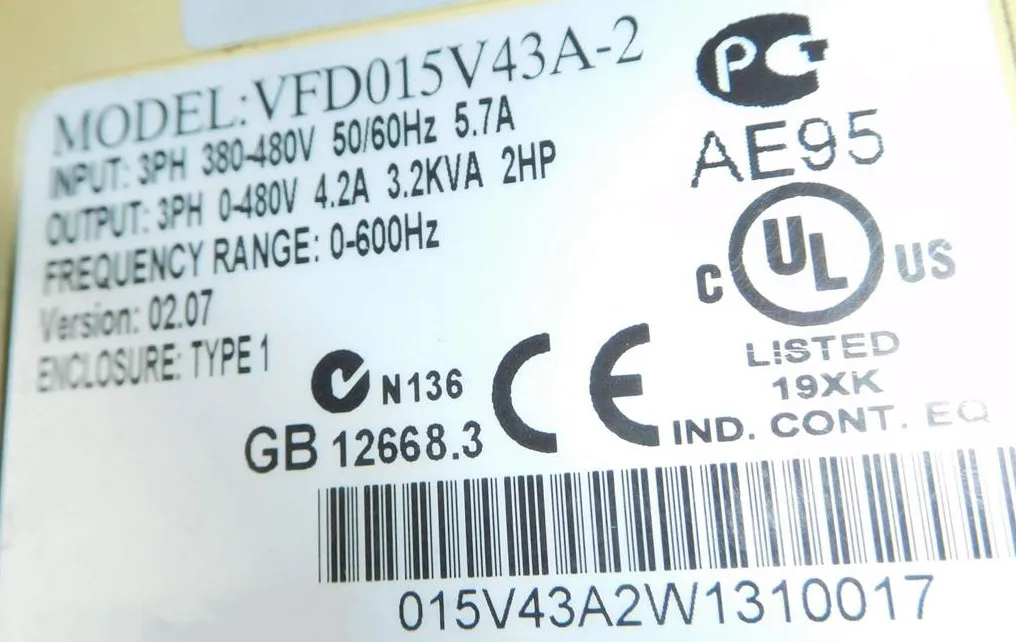 MODEL:VFD015V43A-2
INPUT: 3PH 380-480V 50/60Hz 5.7A
OUTPUT: 3PH 0-480V 4.2A 3.2KVA 2HP
FREQUENCY RANGE: 0-600Hz
Version: 02.07
ENCLOSURE: TYPE 1
N136
GB 12668.3
CE
PG
AE95
C UL US
LISTED
19XK
IND. CONT. EQ
015V43A2W1310017